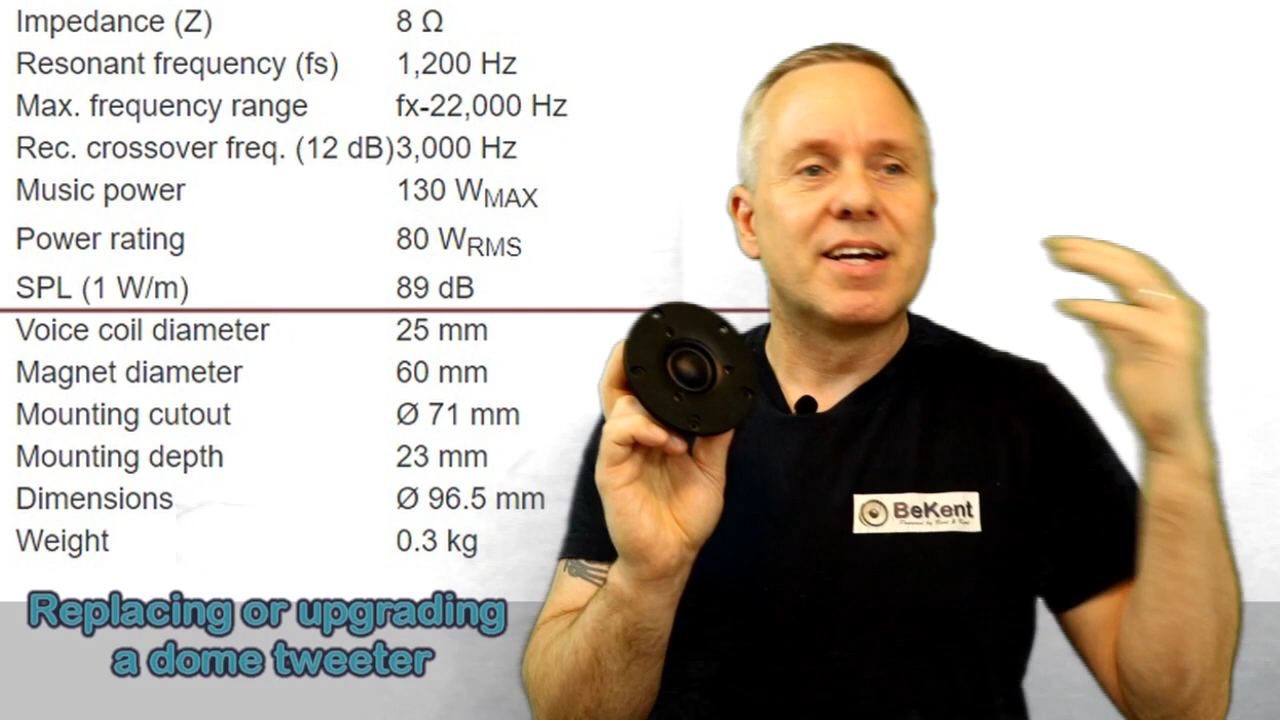 Impedance (Z) 8 Ω
Resonant frequency (fs) 1,200 Hz
Max. frequency range fx-22,000 Hz
Rec. crossover freq. (12 dB) 3,000 Hz
Music power 130 WMAX
Power rating 80 WRMS
SPL (1 W/m) 89 dB
Voice coil diameter 25 mm
Magnet diameter 60 mm
Mounting cutout Ø 71 mm
Mounting depth 23 mm
Dimensions Ø 96.5 mm
Weight 0.3 kg
BeKent
Replacing or upgrading
a dome tweeter